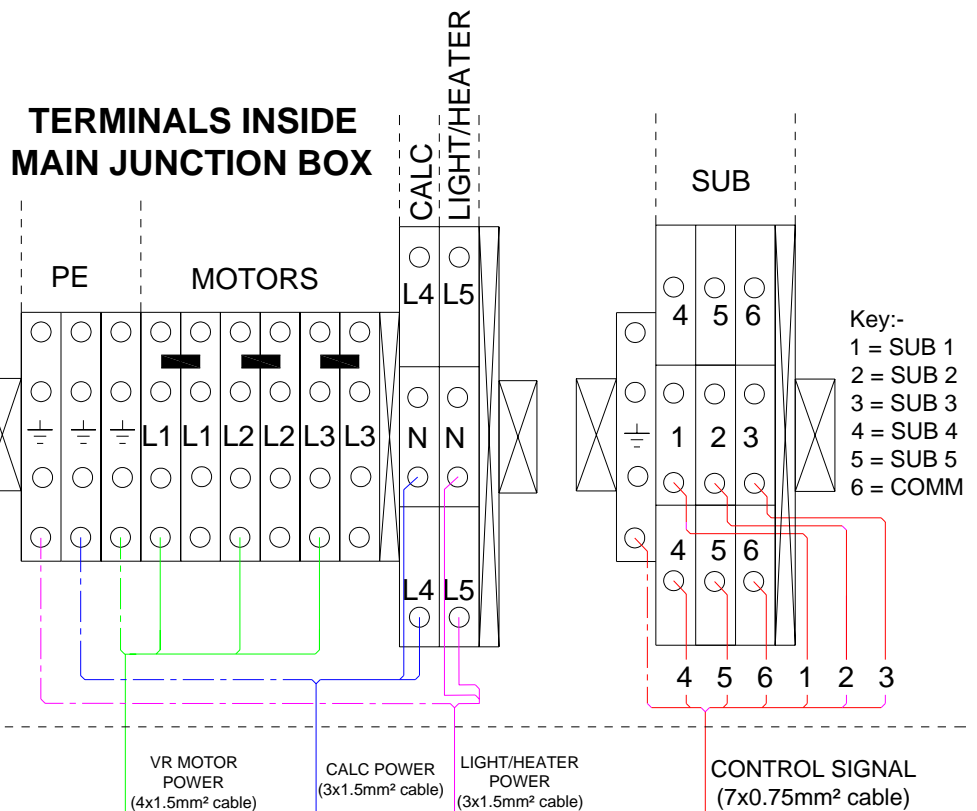 TERMINALS INSIDE
MAIN JUNCTION BOX
CALC
LIGHT/HEATER
PE
MOTORS
SUB
L4 L5
4 5 6
L1 L1 L2 L2 L3 L3
N N
1 2 3
L4 L5
4 5 6
4 5 6 1 2 3
Key:-
1 = SUB 1
2 = SUB 2
3 = SUB 3
4 = SUB 4
5 = SUB 5
6 = COMM
VR MOTOR
POWER
(4x1.5mm² cable)
CALC POWER
(3x1.5mm² cable)
LIGHT/HEATER
POWER
(3x1.5mm² cable)
CONTROL SIGNAL
(7x0.75mm² cable)